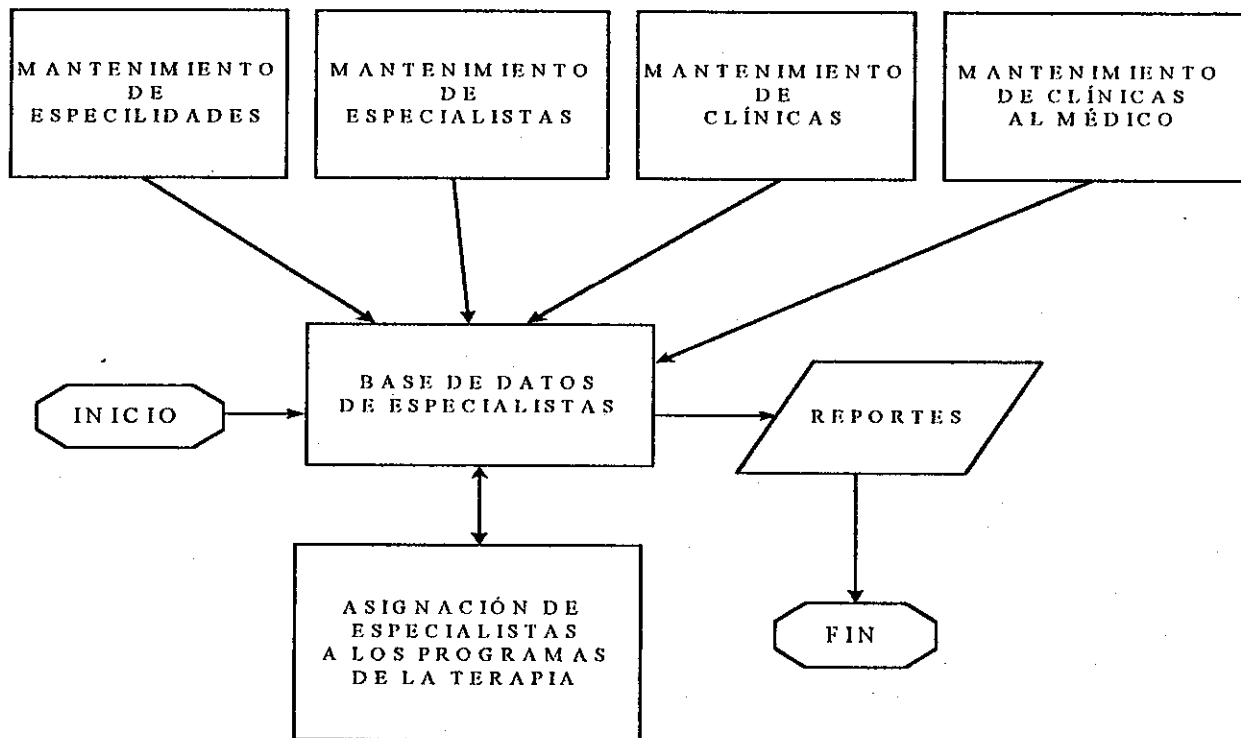 MANTENIMIENTO
DE
ESPECILIDADES
MANTENIMIENTO
DE
ESPECIALISTAS
MANTENIMIENTO
DE
CLÍNICAS
MANTENIMIENTO
DE CLÍNICAS
AL MÉDICO
BASE DE DATOS
DE ESPECIALISTAS
INICIO
REPORTES
ASIGNACIÓN DE
ESPECIALISTAS
A LOS PROGRAMAS
DE LA TERAPIA
FIN